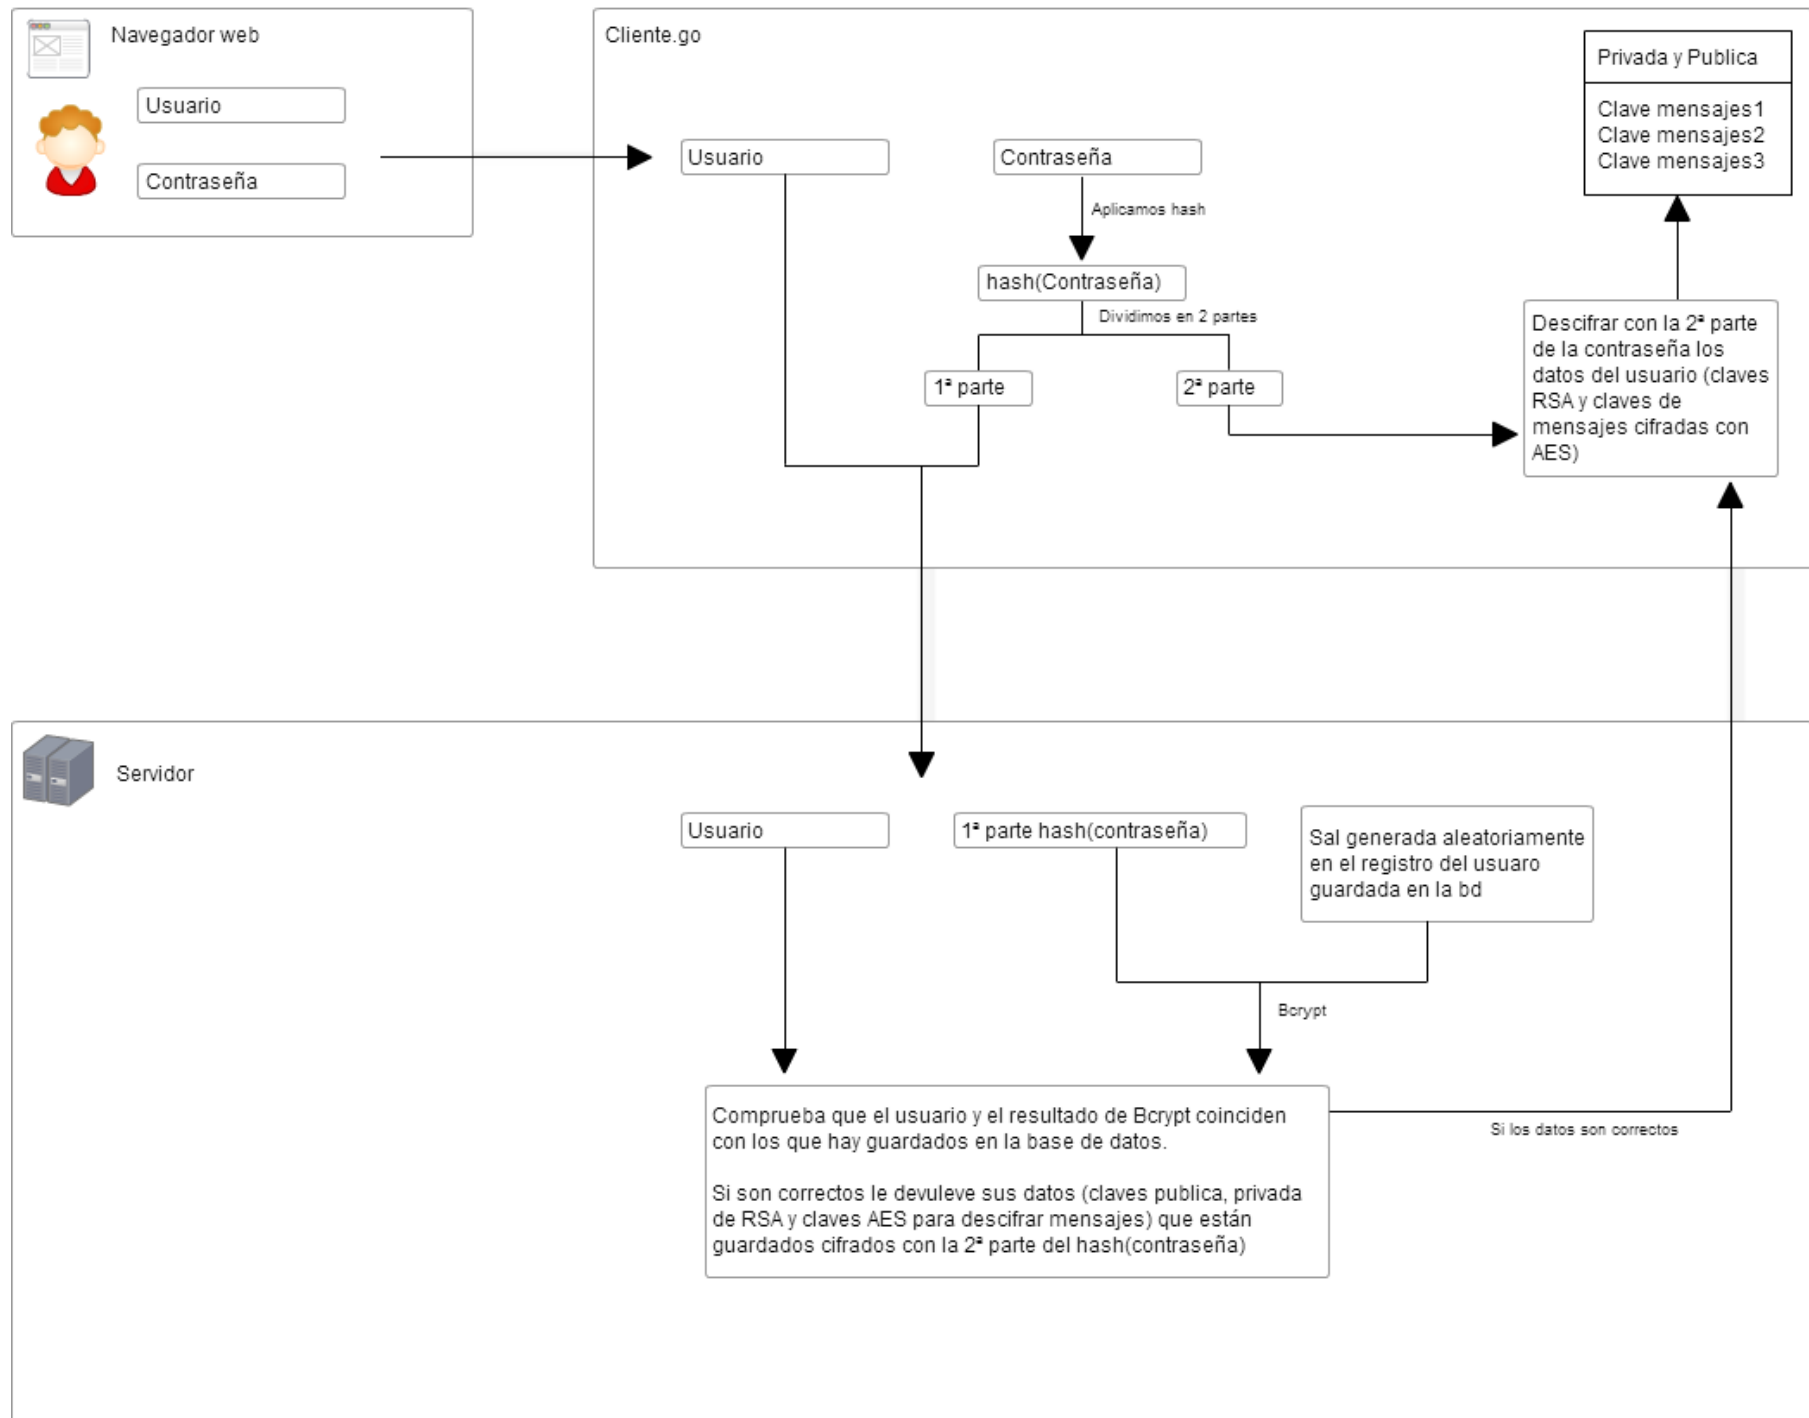 Navegador web
Usuario
Contraseña
Cliente.go
Usuario
Contraseña
Aplicamos hash
hash(Contraseña)
Dividimos en 2 partes
1ª parte
2ª parte
Privada y Publica
Clave mensajes1
Clave mensajes2
Clave mensajes3
Descifrar con la 2ª parte
de la contraseña los
datos del usuario (claves
RSA y claves de
mensajes cifradas con
AES)
Servidor
Usuario
1ª parte hash(contraseña)
Sal generada aleatoriamente
en el registro del usuaro
guardada en la bd
Bcrypt
Comprueba que el usuario y el resultado de Bcrypt coinciden
con los que hay guardados en la base de datos.
Si son correctos le devuleve sus datos (claves publica, privada
de RSA y claves AES para descifrar mensajes) que están
guardados cifrados con la 2ª parte del hash(contraseña)
Si los datos son correctos